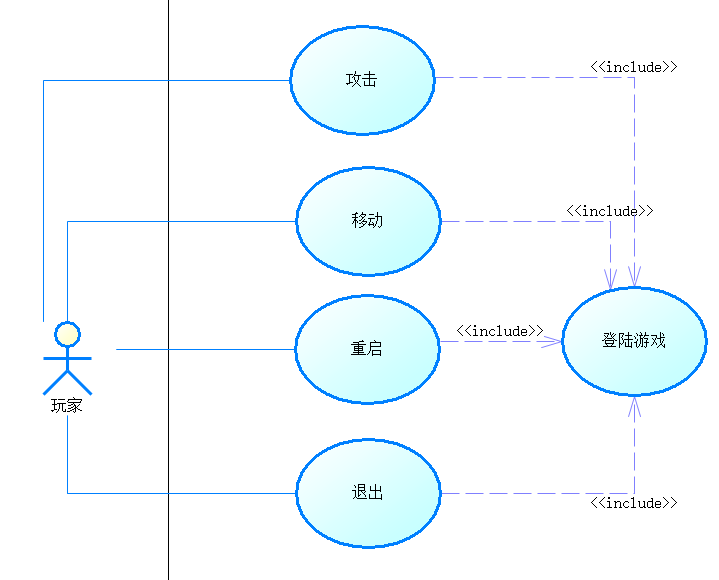 <<include>>
攻击
<<include>>
移动
<<include>>
登陆游戏
重启
玩家
退出
<<include>>